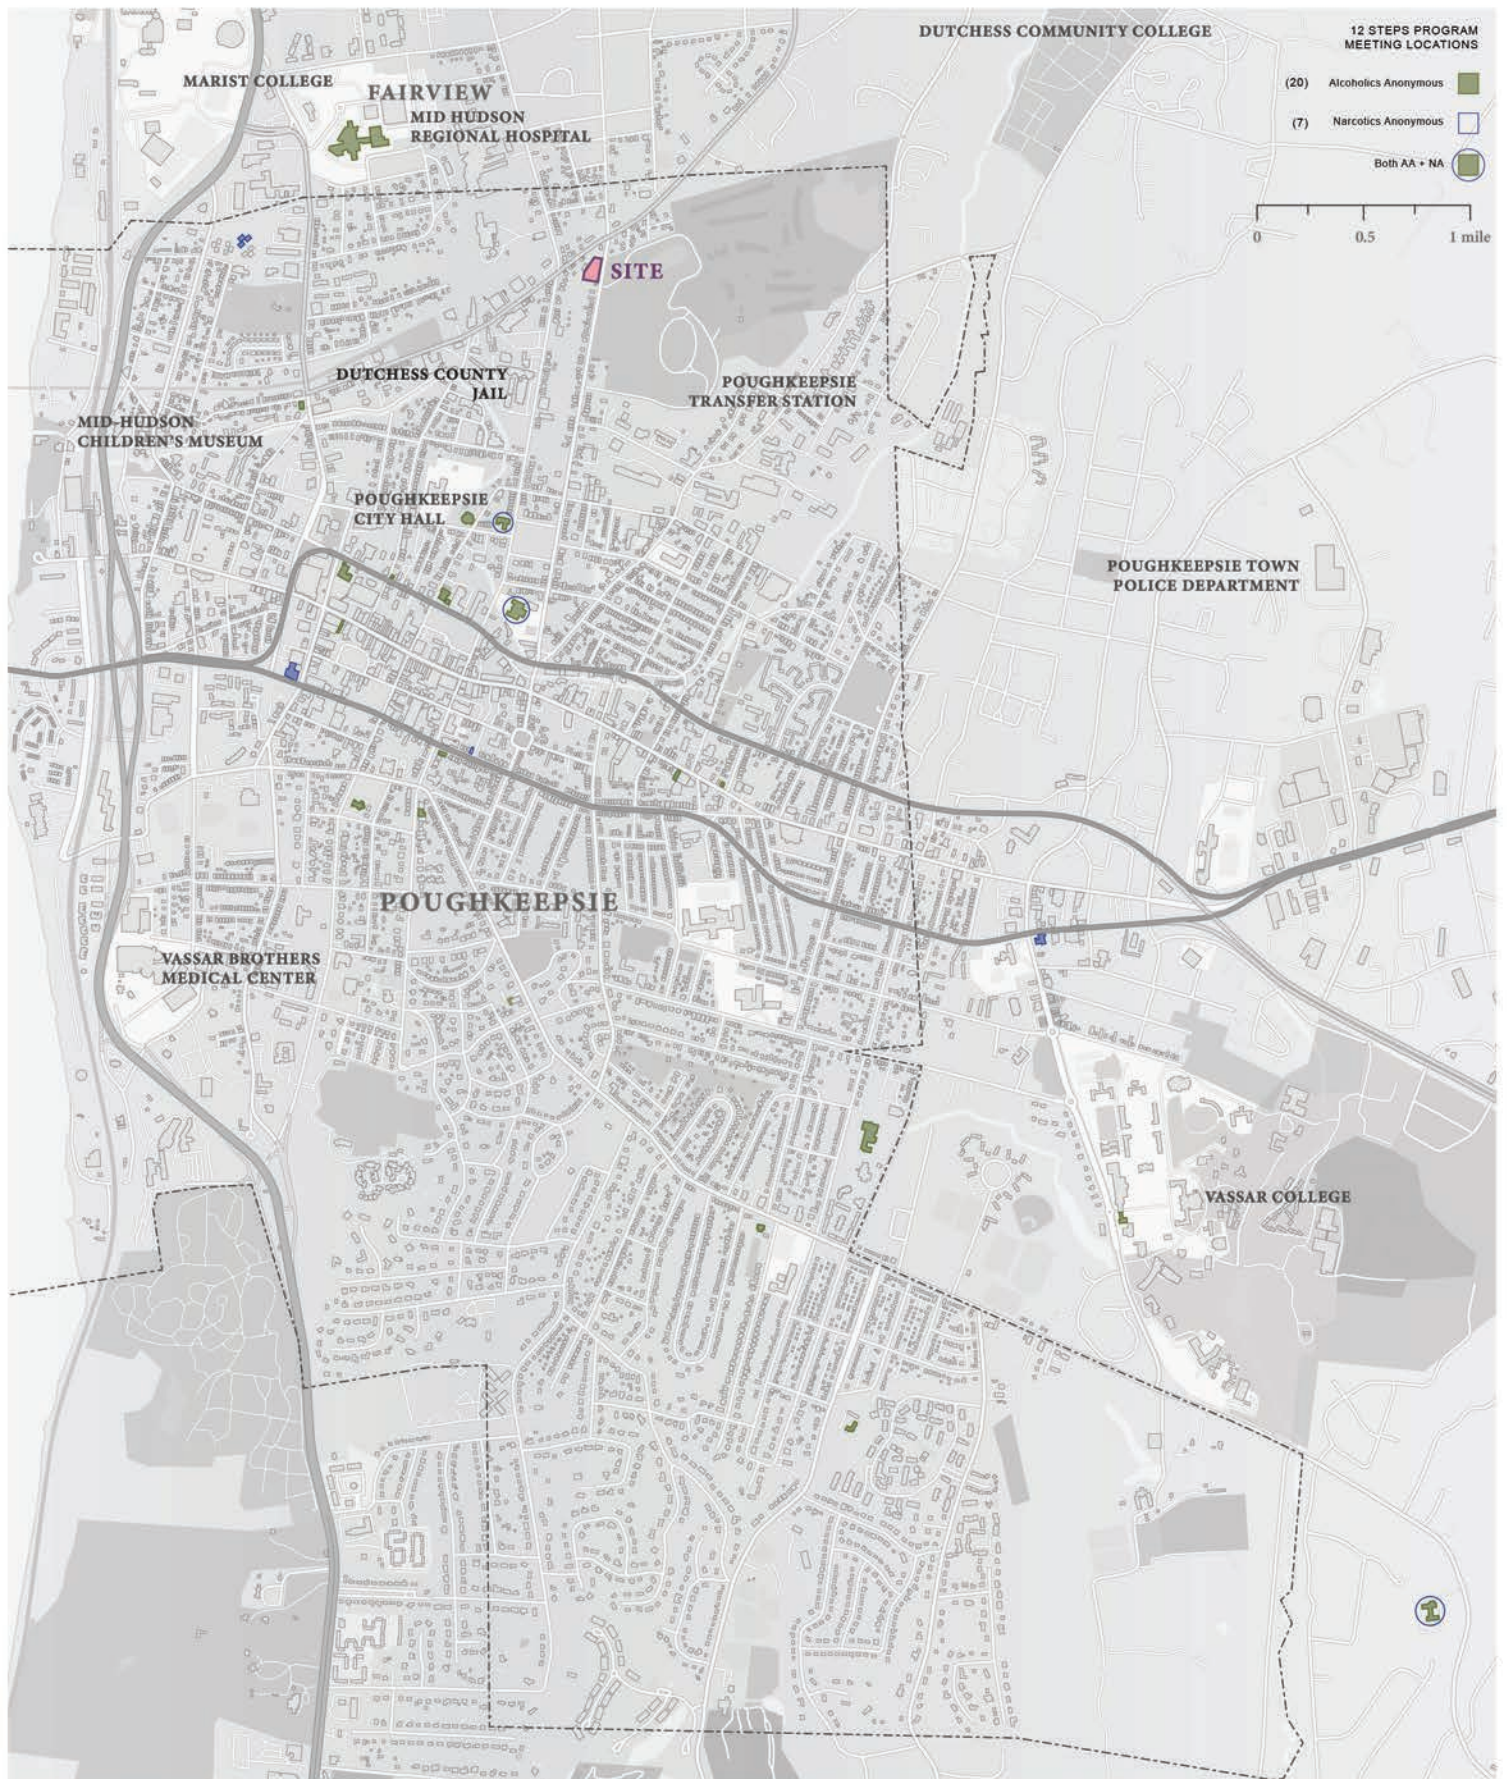 DUTCHESS COMMUNITY COLLEGE
12 STEPS PROGRAM
MEETING LOCATIONS
(20) Alcoholics Anonymous
(7) Narcotics Anonymous
Both AA + NA
0 0.5 1 mile
MARIST COLLEGE
FAIRVIEW
MID HUDSON
REGIONAL HOSPITAL
SITE
DUTCHESS COUNTY
JAIL
POUGHKEEPSIE
TRANSFER STATION
MID-HUDSON
CHILDREN'S MUSEUM
POUGHKEEPSIE
CITY HALL
POUGHKEEPSIE TOWN
POLICE DEPARTMENT
POUGHKEEPSIE
VASSAR BROTHERS
MEDICAL CENTER
VASSAR COLLEGE